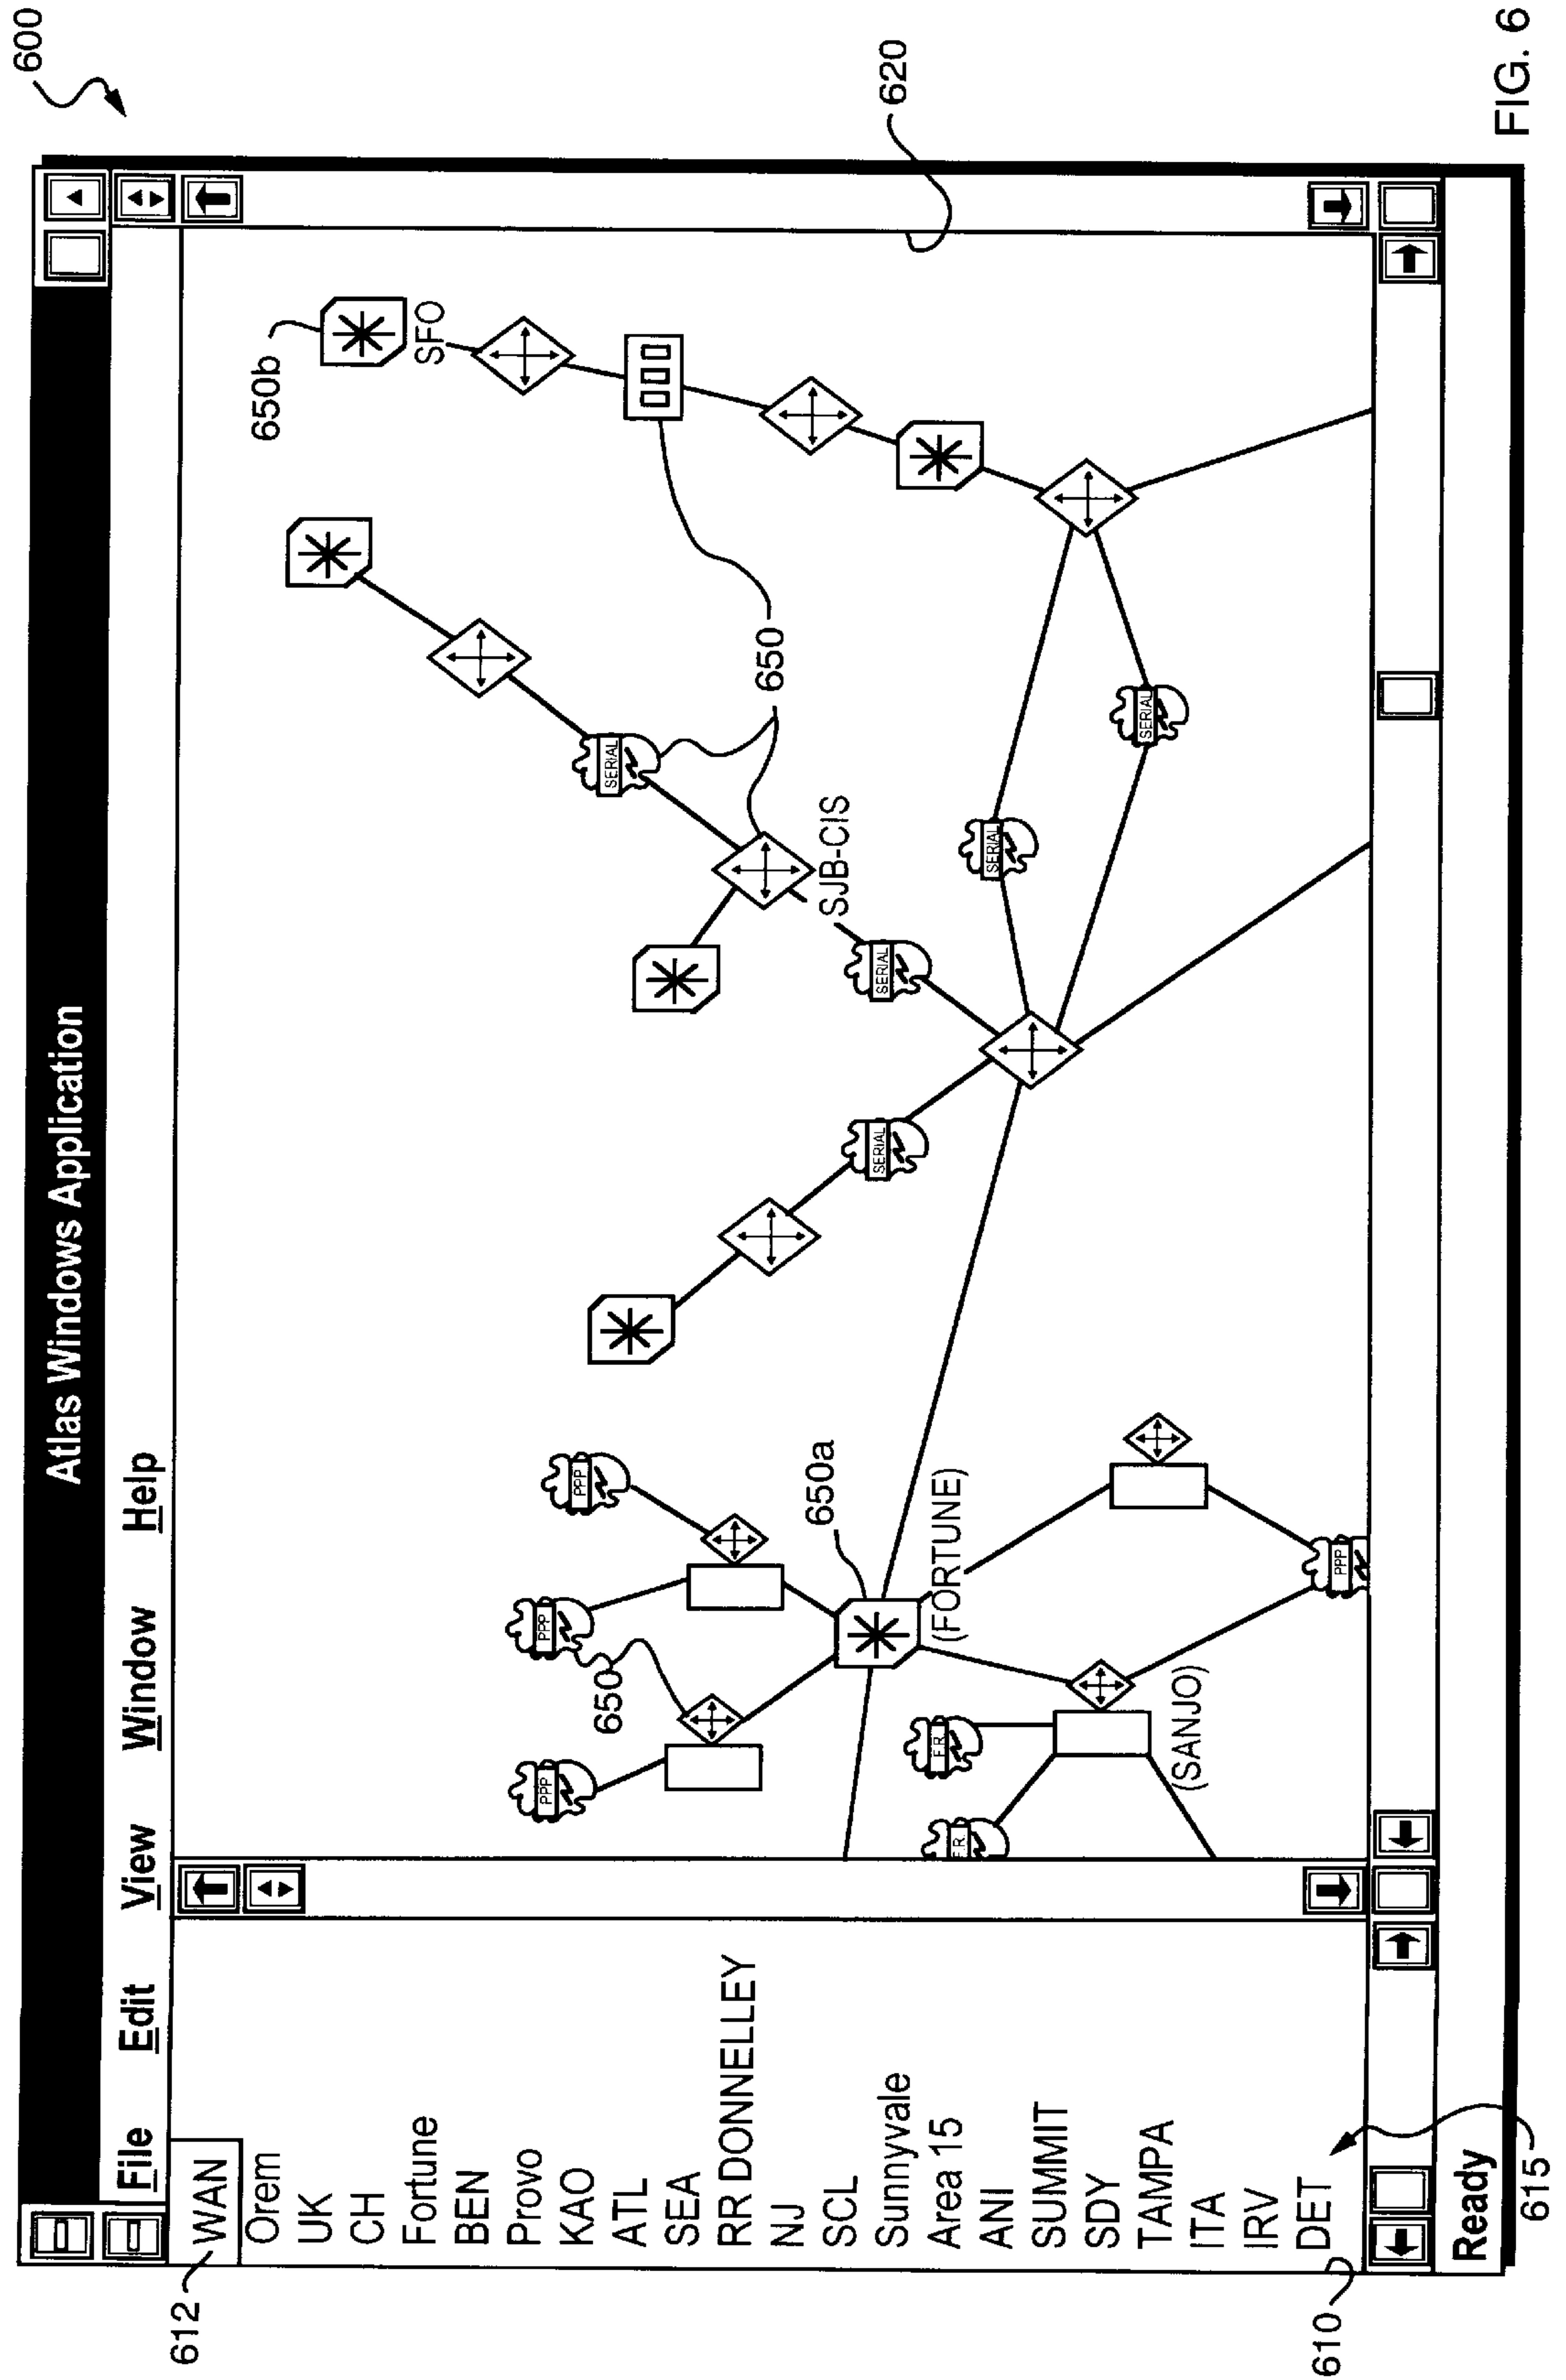 600
Atlas Windows Application
File Edit View Window Help
612
WAN
Orem
UK
CH
Fortune
BEN
Provo
KAO
ATL
SEA
RR DONNELLEY
NJ
SCL
Sunnyvale
Area 15
ANI
SUMMIT
SDY
TAMPA
ITA
IRV
DET
610
615
Ready
650b
SFO
SERIAL
650
SJB-CIS
SERIAL
SERIAL
SERIAL
SERIAL
PPP
PPP
PPP
650
650a
(FORTUNE)
F.R.
F.R.
(SANJO)
PPP
620
FIG. 6